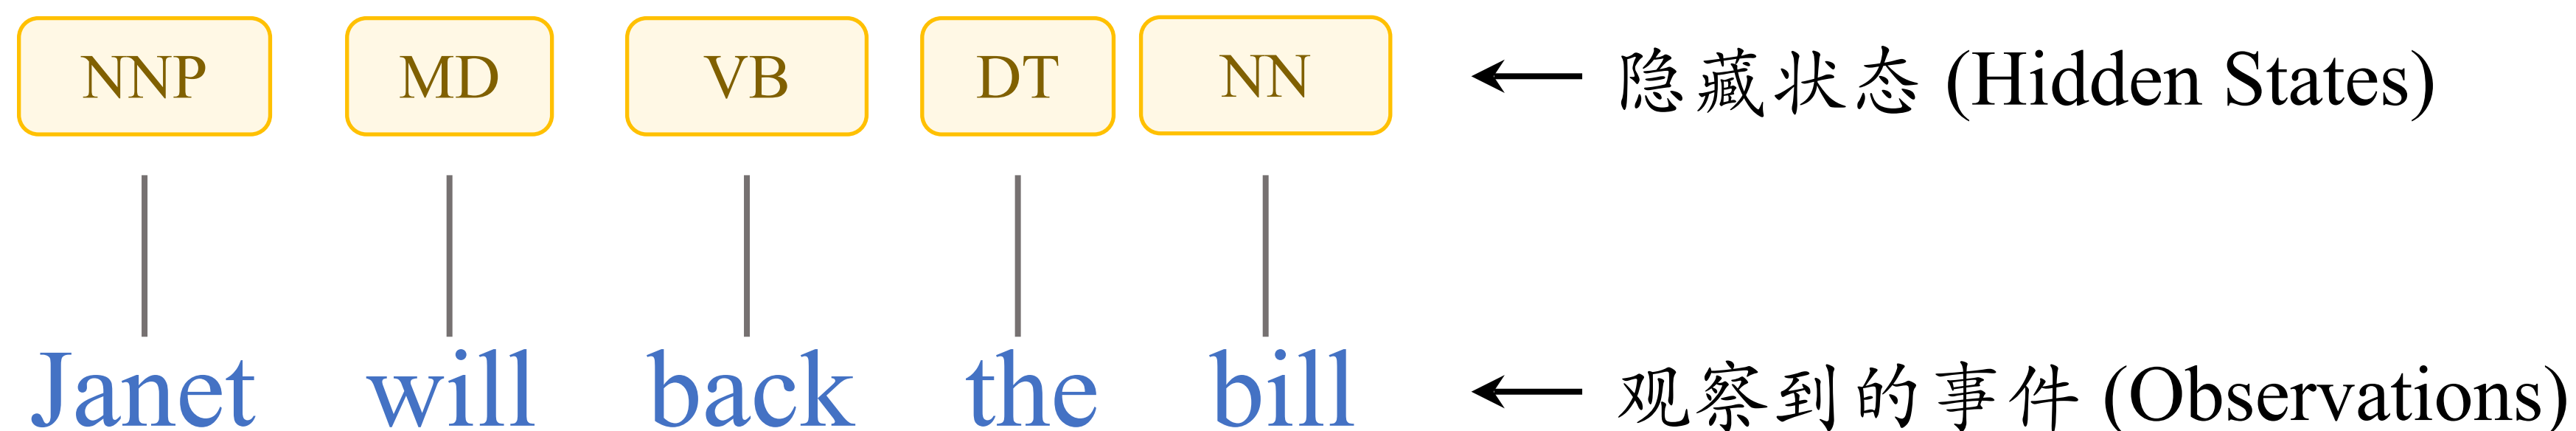 NNP MD VB DT NN ← 隐藏状态 (Hidden States)
Janet will back the bill ← 观察到的事件 (Observations)